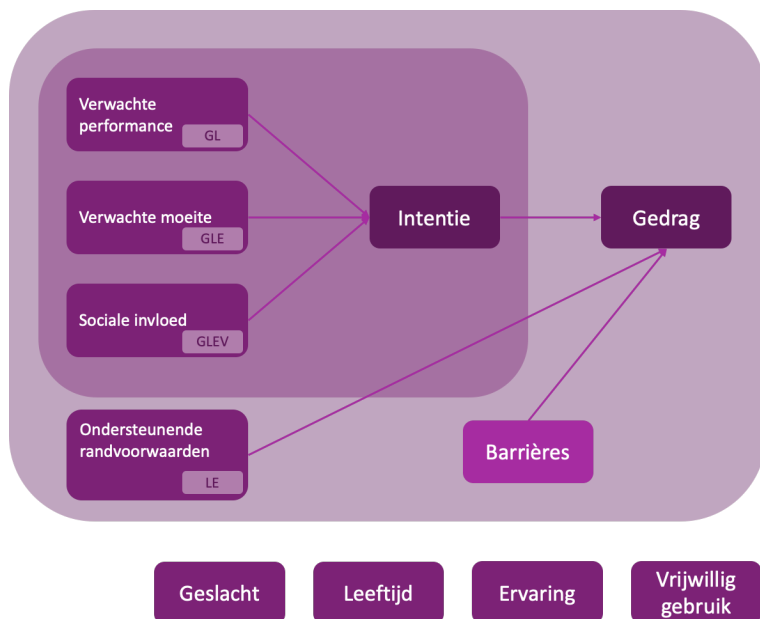 Verwachte
performance
GL
Verwachte moeite
GLE
Sociale invloed
GLEV
Intentie
Gedrag
Ondersteunende
randvoorwaarden
LE
Barrières
Geslacht
Leeftijd
Ervaring
Vrijwillig
gebruik